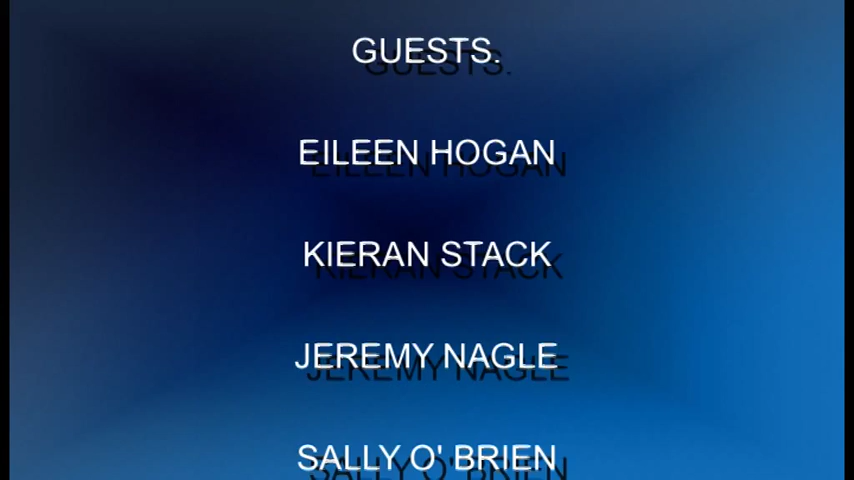 GUESTS.
EILEEN HOGAN
KIERAN STACK
JEREMY NAGLE
SALLY O' BRIEN